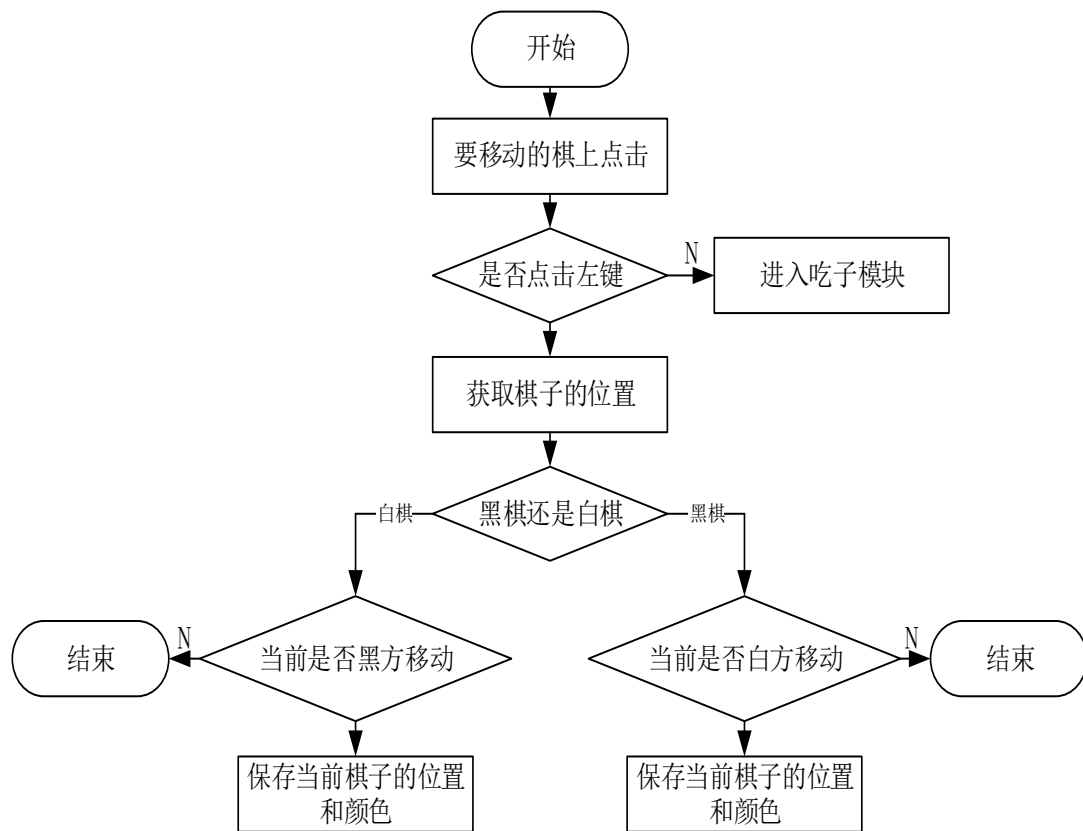 开始
要移动的棋上点击
是否点击左键
N
进入吃子模块
获取棋子的位置
白棋
黑棋还是白棋
黑棋
结束
N
当前是否黑方移动
当前是否白方移动
N
结束
保存当前棋子的位置
和颜色
保存当前棋子的位置
和颜色